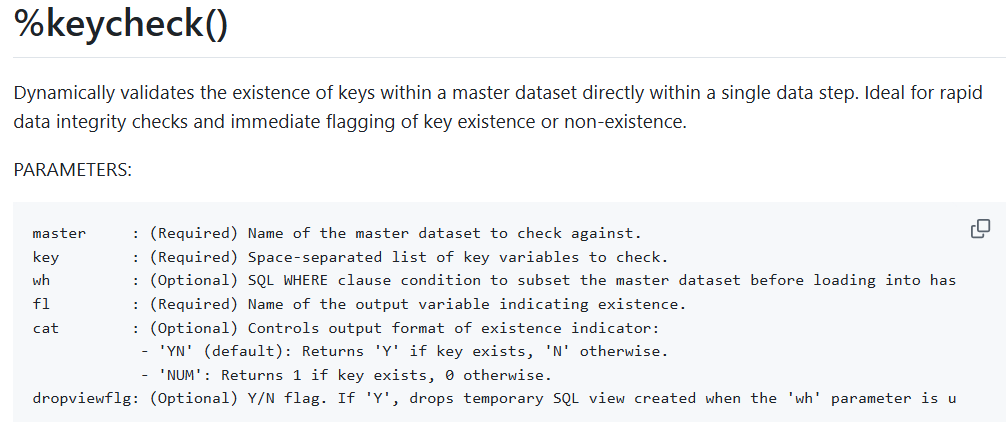 %keycheck()
Dynamically validates the existence of keys within a master dataset directly within a single data step. Ideal for rapid
data integrity checks and immediate flagging of key existence or non-existence.
PARAMETERS:
master     : (Required) Name of the master dataset to check against.
key        : (Required) Space-separated list of key variables to check.
wh         : (Optional) SQL WHERE clause condition to subset the master dataset before loading into has
fl         : (Required) Name of the output variable indicating existence.
cat        : (Optional) Controls output format of existence indicator:
            - 'YN' (default): Returns 'Y' if key exists, 'N' otherwise.
            - 'NUM': Returns 1 if key exists, 0 otherwise.
dropviewflg: (Optional) Y/N flag. If 'Y', drops temporary SQL view created when the 'wh' parameter is u